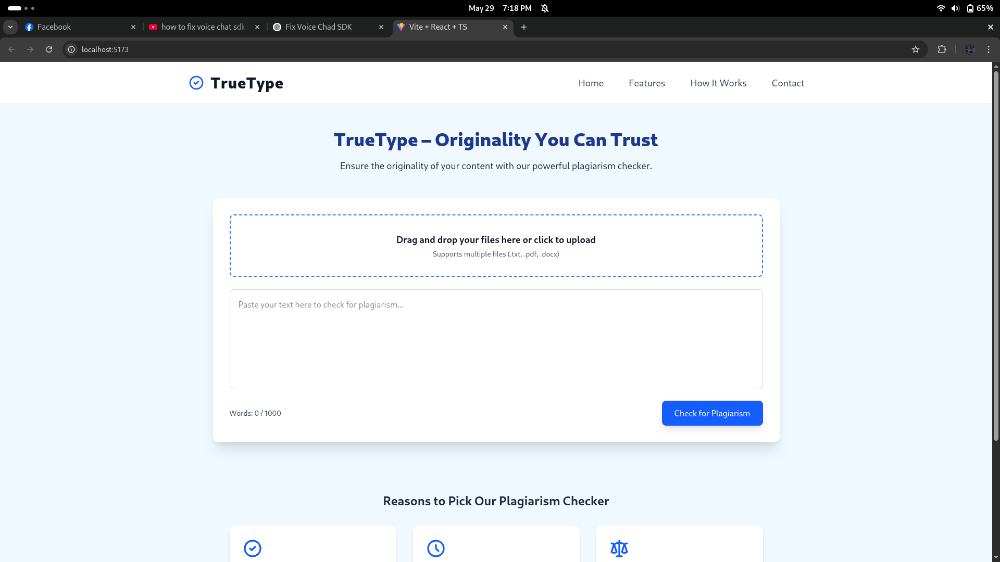 May 29 7:18 PM
65%
Facebook
how to fix voice chat sdk
Fix Voice Chad SDK
Vite + React + TS
localhost:5173
TrueType
Home
Features
How It Works
Contact
TrueType – Originality You Can Trust
Ensure the originality of your content with our powerful plagiarism checker.
Drag and drop your files here or click to upload
Supports multiple files (.txt, .pdf, .docx)
Paste your text here to check for plagiarism...
Words: 0 / 1000
Check for Plagiarism
Reasons to Pick Our Plagiarism Checker